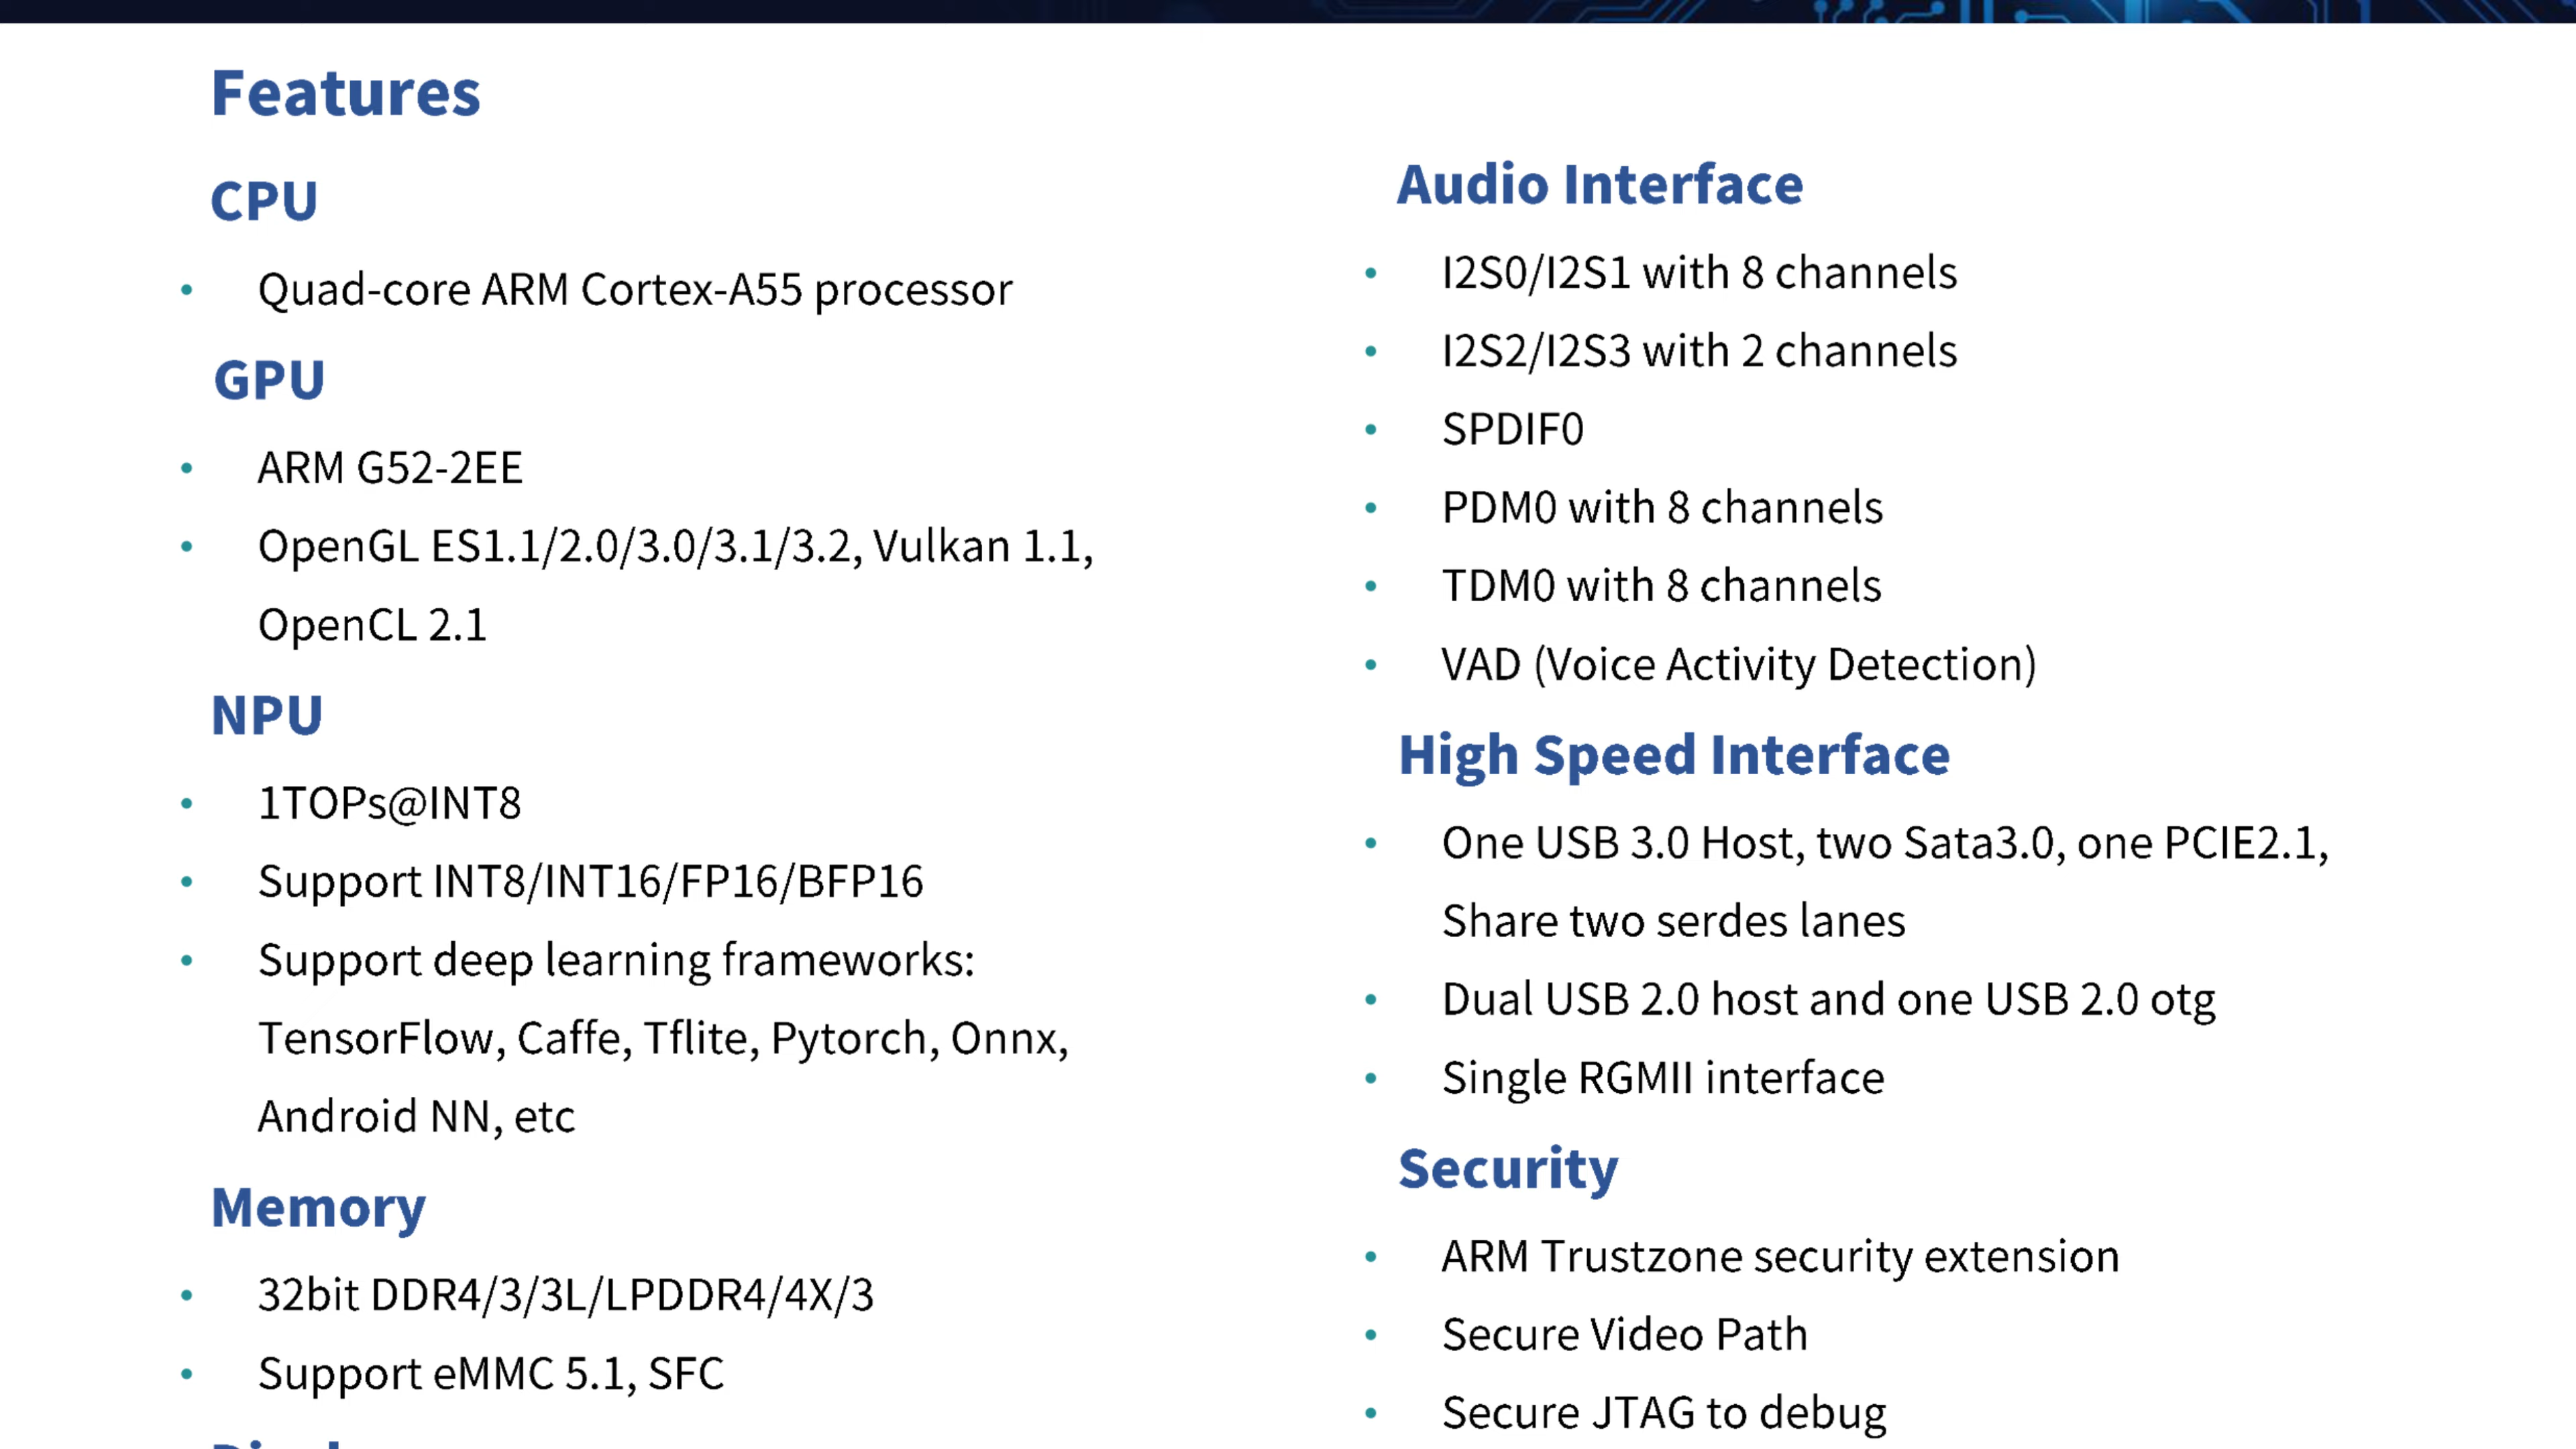 Features
CPU
• Quad-core ARM Cortex-A55 processor
GPU
• ARM G52-2EE
• OpenGL ES1.1/2.0/3.0/3.1/3.2, Vulkan 1.1,
OpenCL 2.1
NPU
• 1TOPs@INT8
• Support INT8/INT16/FP16/BFP16
• Support deep learning frameworks:
TensorFlow, Caffe, Tflite, Pytorch, Onnx,
Android NN, etc
Memory
• 32bit DDR4/3/3L/LPDDR4/4X/3
• Support eMMC 5.1, SFC
Audio Interface
• I2S0/I2S1 with 8 channels
• I2S2/I2S3 with 2 channels
• SPDIF0
• PDM0 with 8 channels
• TDM0 with 8 channels
• VAD (Voice Activity Detection)
High Speed Interface
• One USB 3.0 Host, two Sata3.0, one PCIE2.1,
Share two serdes lanes
• Dual USB 2.0 host and one USB 2.0 otg
• Single RGMII interface
Security
• ARM Trustzone security extension
• Secure Video Path
• Secure JTAG to debug